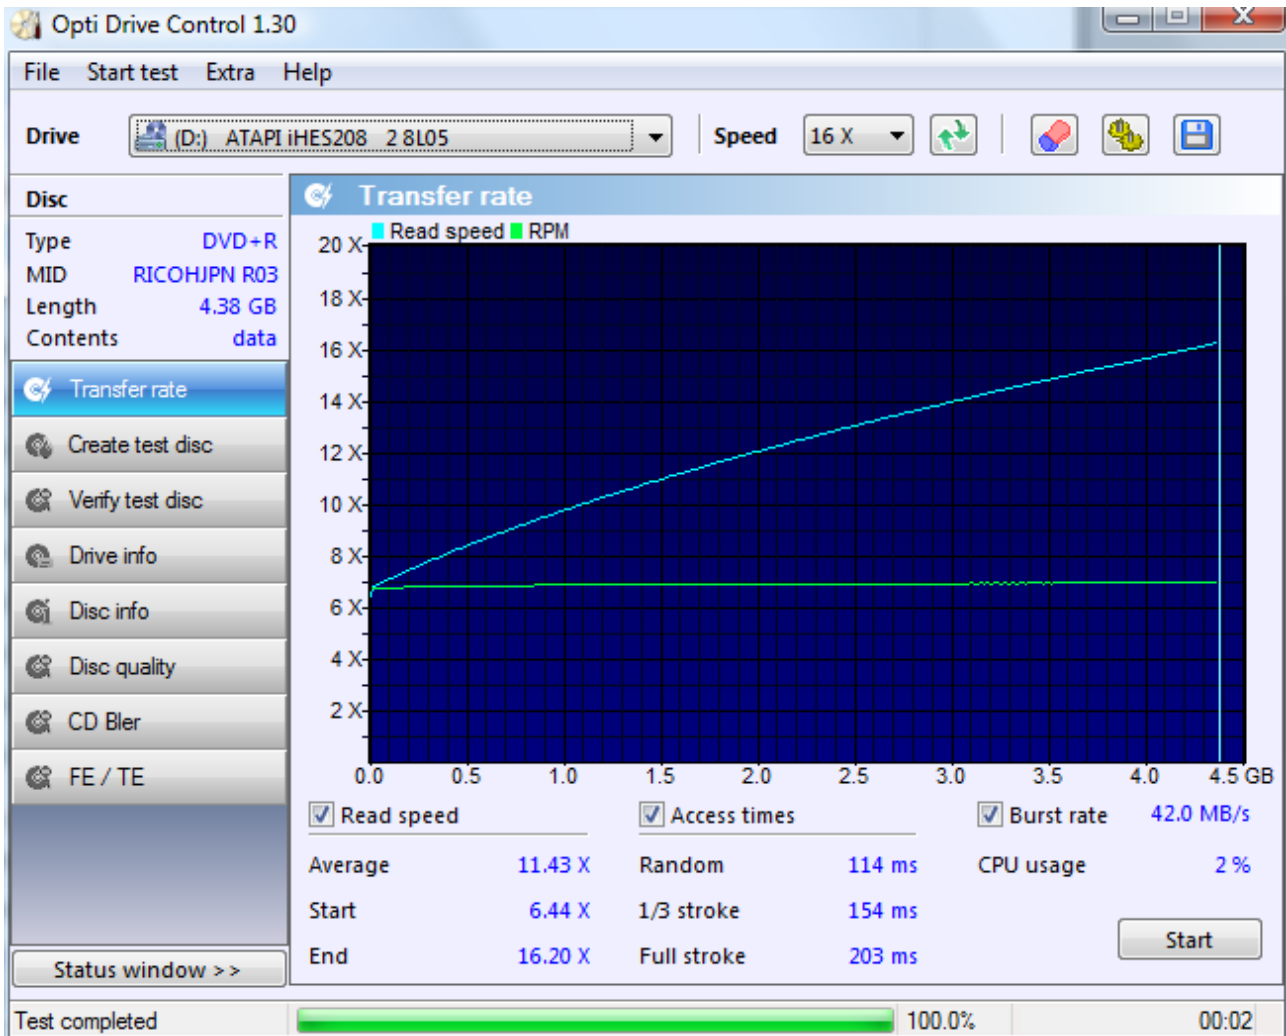 Opti Drive Control 1.30
File Start test Extra Help
Drive (D:) ATAPI iHES208 2 8L05 Speed 16 X
Disc
Type DVD+R
MID RICOHJPN R03
Length 4.38 GB
Contents data
Transfer rate
Create test disc
Verify test disc
Drive info
Disc info
Disc quality
CD Bler
FE / TE
Status window >>
Transfer rate
Read speed RPM
20 X
18 X
16 X
14 X
12 X
10 X
8 X
6 X
4 X
2 X
0.0 0.5 1.0 1.5 2.0 2.5 3.0 3.5 4.0 4.5 GB
Read speed Access times Burst rate 42.0 MB/s
Average 11.43 X Random 114 ms CPU usage 2 %
Start 6.44 X 1/3 stroke 154 ms
Start
End 16.20 X Full stroke 203 ms
Test completed 100.0% 00:02